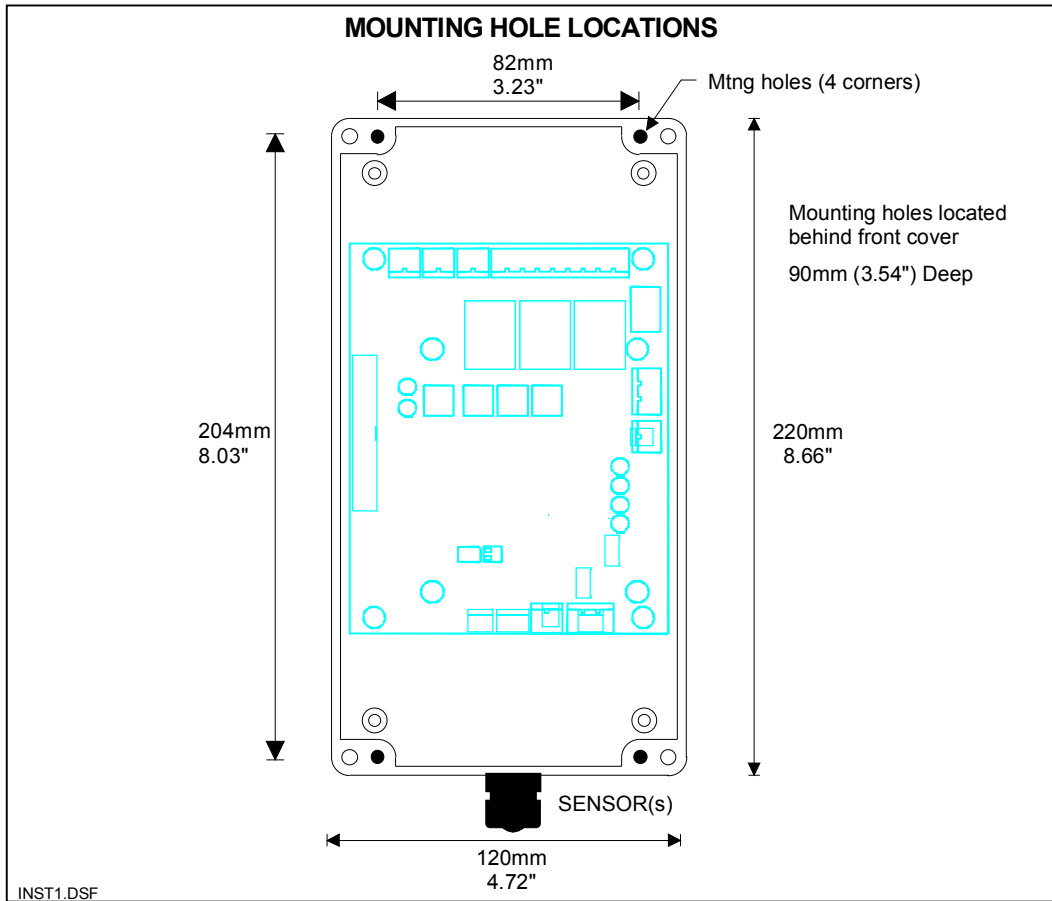 MOUNTING HOLE LOCATIONS
82mm
3.23"
Mtng holes (4 corners)
Mounting holes located
behind front cover
90mm (3.54") Deep
204mm
8.03"
220mm
8.66"
SENSOR(s)
120mm
4.72"
INST1.DSF